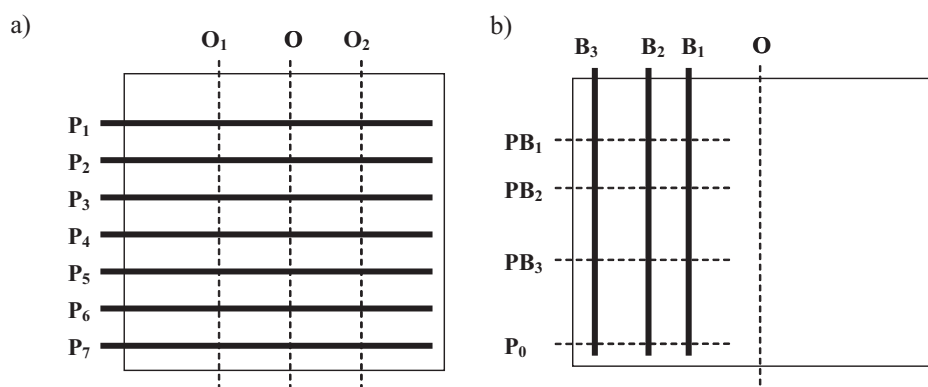 a)
O₁ O O₂
P₁
P₂
P₃
P₄
P₅
P₆
P₇
b)
B₃ B₂ B₁ O
PB₁
PB₂
PB₃
P₀